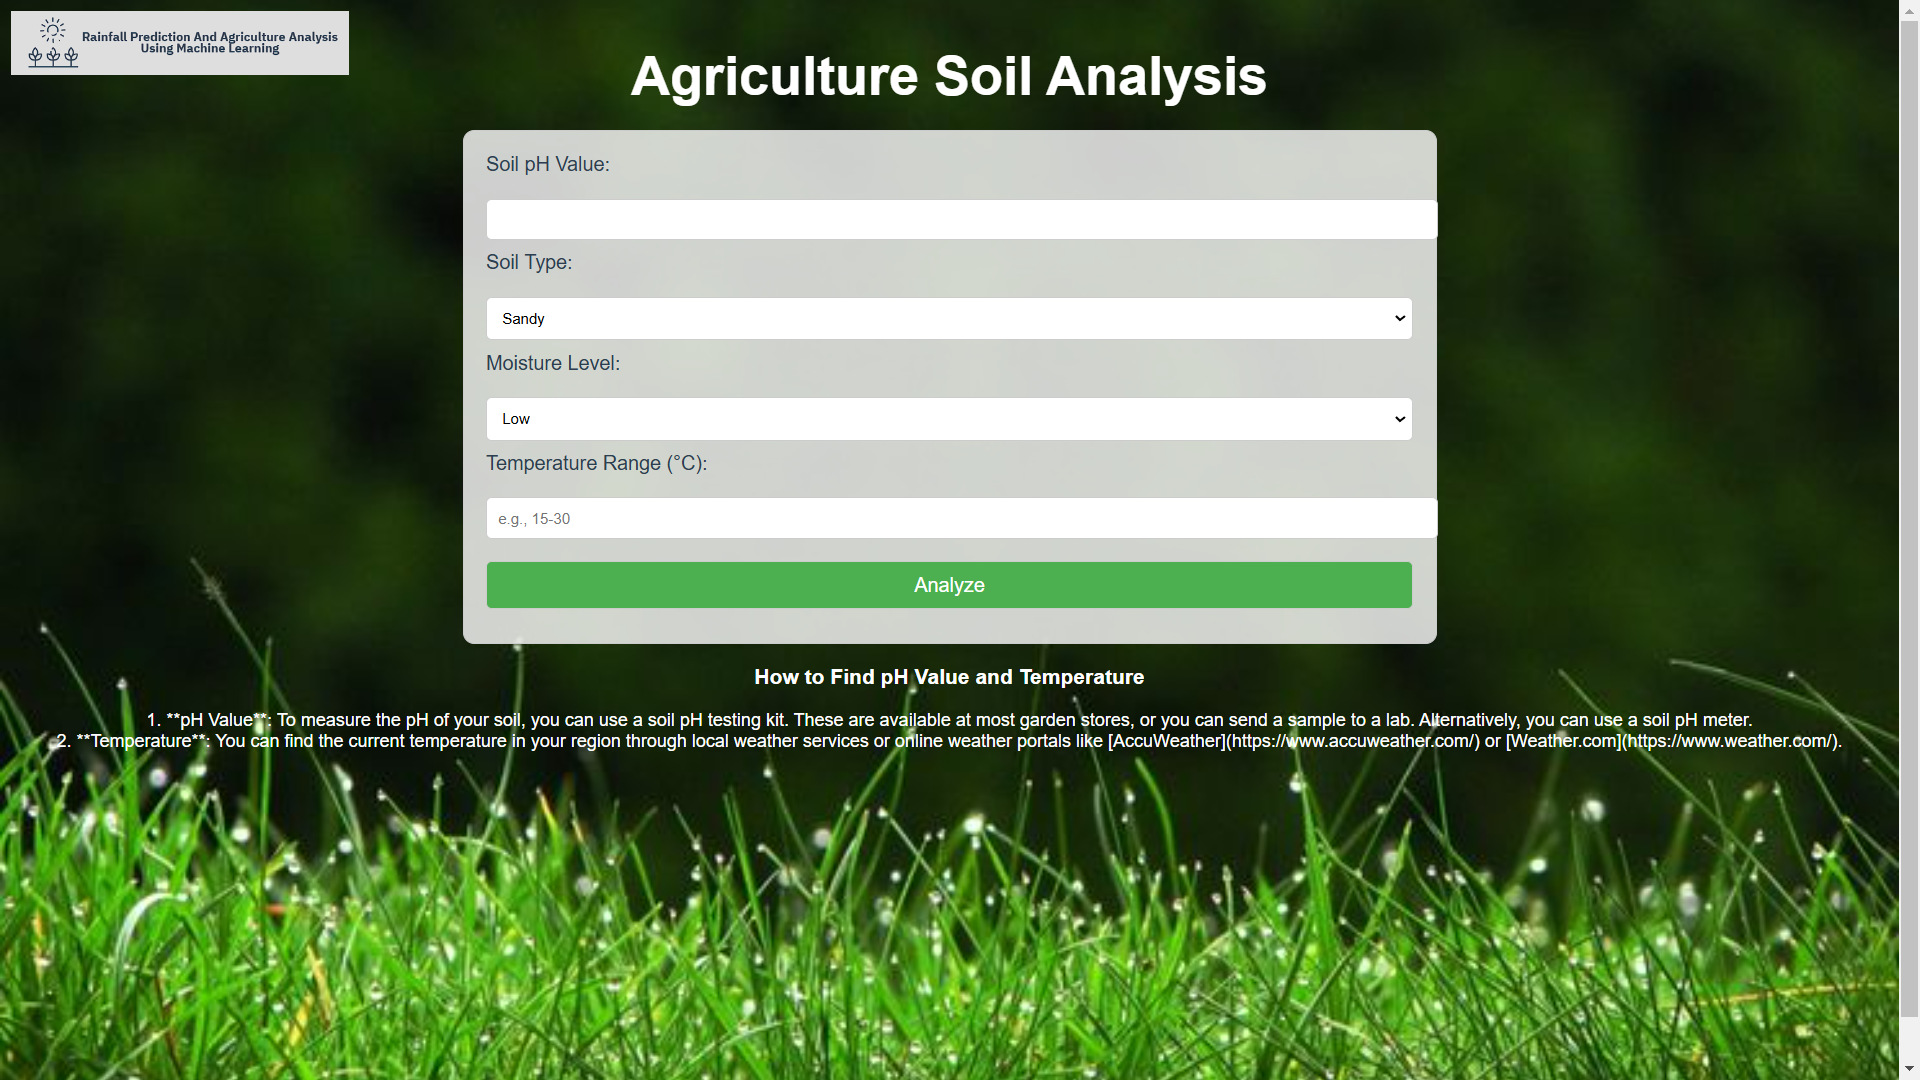 Rainfall Prediction And Agriculture Analysis
Using Machine Learning
Agriculture Soil Analysis
Soil pH Value:
Soil Type:
Sandy
Moisture Level:
Low
Temperature Range (°C):
e.g., 15-30
Analyze
How to Find pH Value and Temperature
1. **pH Value**: To measure the pH of your soil, you can use a soil pH testing kit. These are available at most garden stores, or you can send a sample to a lab. Alternatively, you can use a soil pH meter.
2. **Temperature**: You can find the current temperature in your region through local weather services or online weather portals like [AccuWeather](https://www.accuweather.com/) or [Weather.com](https://www.weather.com/).